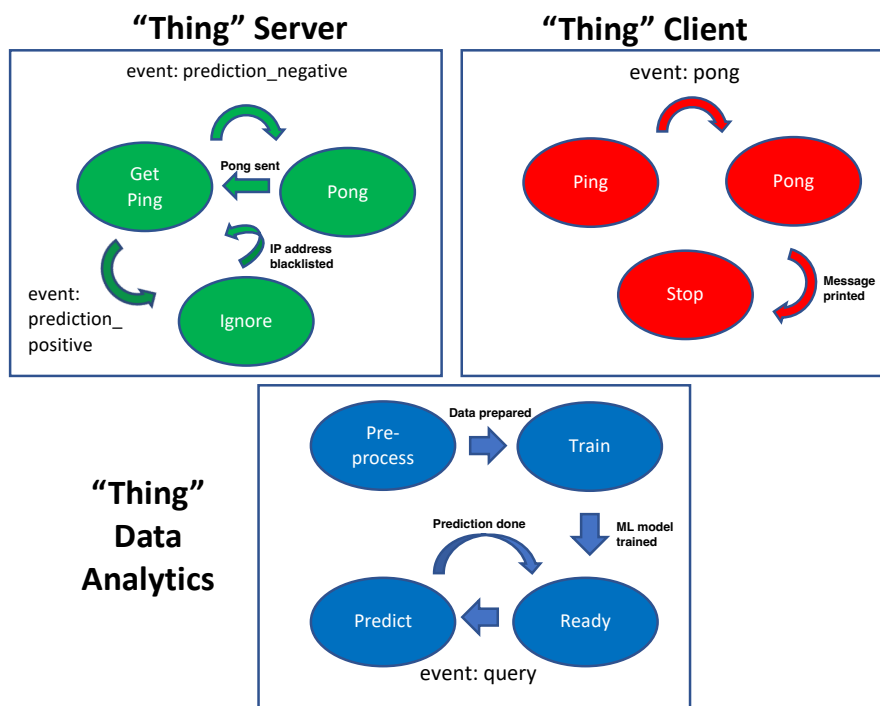 “Thing” Server
event: prediction_negative
Get
Ping
Pong sent
Pong
IP address
blacklisted
event:
prediction_
positive
Ignore
“Thing” Client
event: pong
Ping
Pong
Stop
Message
printed
“Thing”
Data
Analytics
Pre-
process
Data prepared
Train
Prediction done
ML model
trained
Predict
Ready
event: query